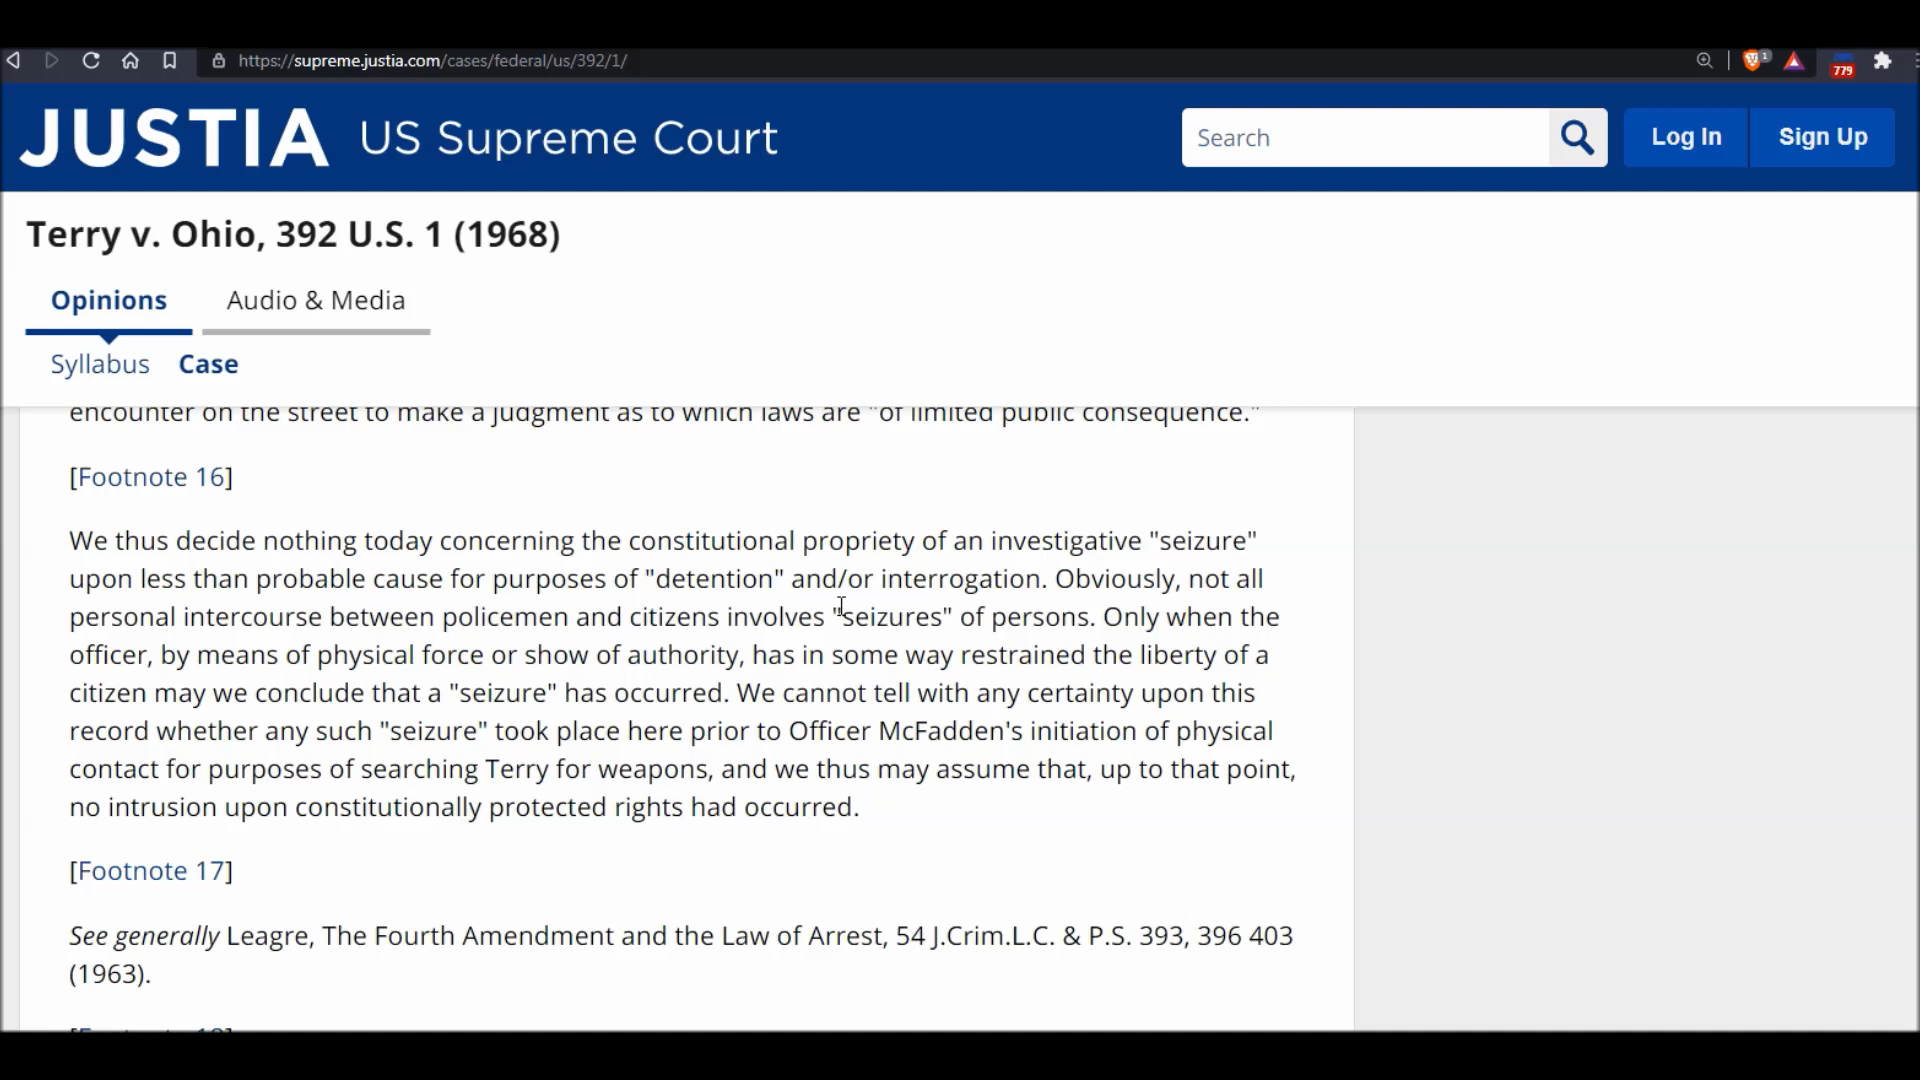 https://supreme.justia.com/cases/federal/us/392/1/
1
779
JUSTIA US Supreme Court
Search
Log In
Sign Up
Terry v. Ohio, 392 U.S. 1 (1968)
Opinions
Audio & Media
Syllabus
Case
encounter on the street to make a judgment as to which laws are "of limited public consequence."
[Footnote 16]
We thus decide nothing today concerning the constitutional propriety of an investigative "seizure"
upon less than probable cause for purposes of "detention" and/or interrogation. Obviously, not all
personal intercourse between policemen and citizens involves "seizures" of persons. Only when the
officer, by means of physical force or show of authority, has in some way restrained the liberty of a
citizen may we conclude that a "seizure" has occurred. We cannot tell with any certainty upon this
record whether any such "seizure" took place here prior to Officer McFadden's initiation of physical
contact for purposes of searching Terry for weapons, and we thus may assume that, up to that point,
no intrusion upon constitutionally protected rights had occurred.
[Footnote 17]
See generally Leagre, The Fourth Amendment and the Law of Arrest, 54 J.Crim.L.C. & P.S. 393, 396 403
(1963).